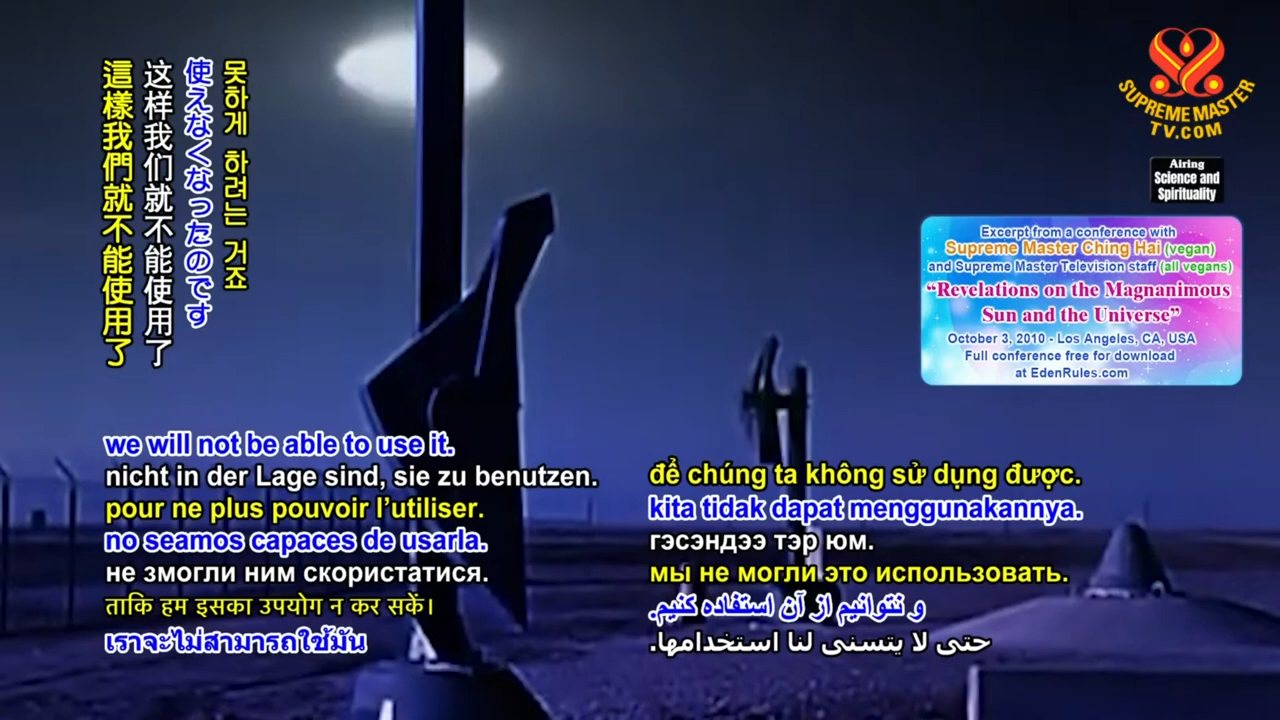 못하게 하려는 거죠
使えなくなったのです
这样我们就不能使用了
這樣我們就不能使用了
SUPREME MASTER
TV.COM
Airing
Science and
Spirituality
Excerpt from a conference with
Supreme Master Ching Hai (vegan)
and Supreme Master Television staff (all vegans)
“Revelations on the Magnanimous
Sun and the Universe”
October 3, 2010 - Los Angeles, CA, USA
Full conference free for download
at EdenRules.com
we will not be able to use it.
nicht in der Lage sind, sie zu benutzen.
pour ne plus pouvoir l’utiliser.
no seamos capaces de usarla.
не змогли ним скористатися.
ताकि हम इसका उपयोग न कर सकें।
เราจะไม่สามารถใช้มัน
để chúng ta không sử dụng được.
kita tidak dapat menggunakannya.
гэсэндээ тэр юм.
мы не могли это использовать.
و نتوانیم از آن استفاده کنیم.
حتى لا يتسنى لنا استخدامها.